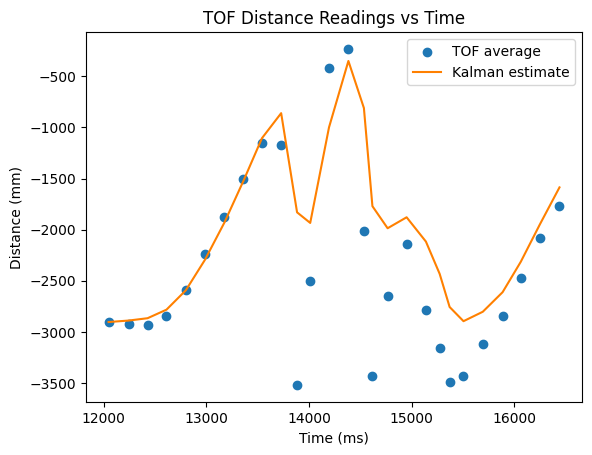 TOF Distance Readings vs Time
TOF average
Kalman estimate
−500
−1000
−1500
−2000
−2500
−3000
−3500
Distance (mm)
12000 13000 14000 15000 16000
Time (ms)